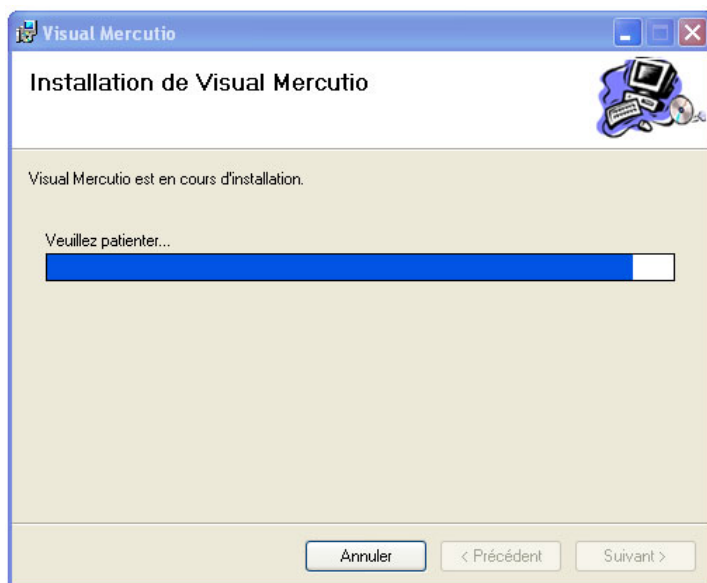 Visual Mercutio
Installation de Visual Mercutio
Visual Mercutio est en cours d'installation.
Veuillez patienter...
Annuler
< Précédent
Suivant >